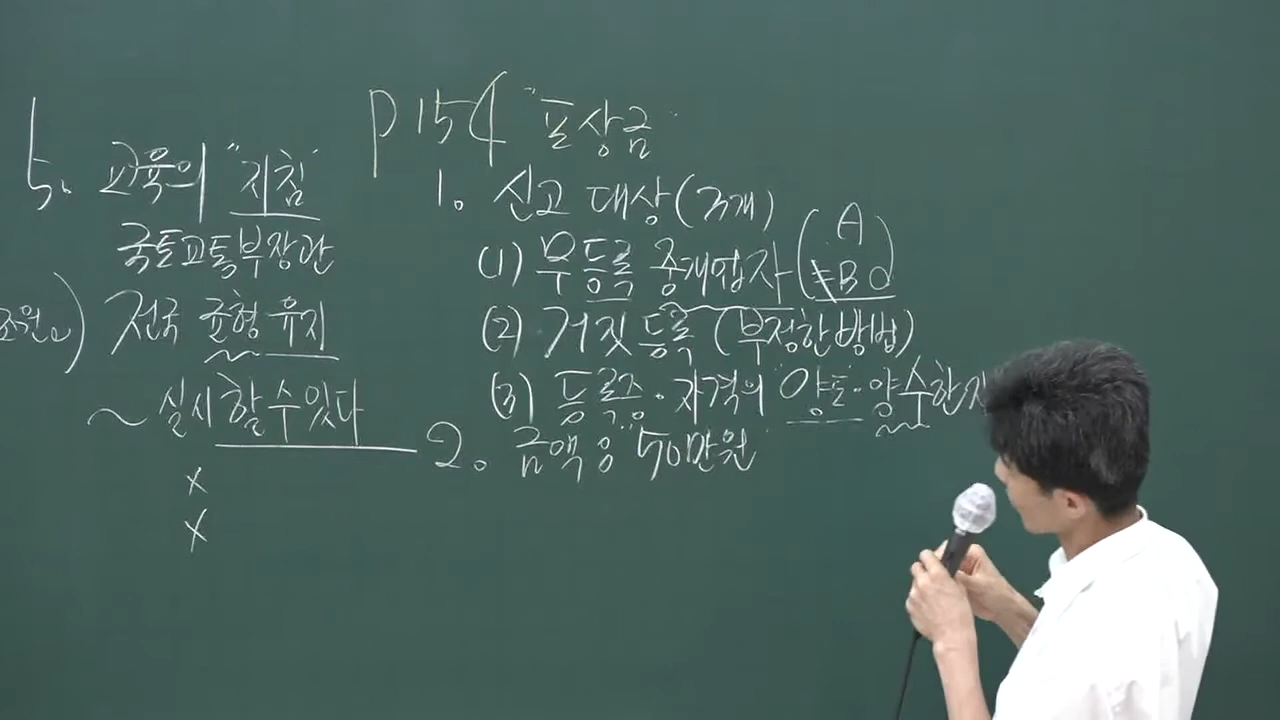 5. 교육의 "지침"
국토교통부장관
전국 균형 유지
~ 실시할 수 있다
x
x
p154 "포상금"
1. 신고 대상(3개)
(1) 무등록 중개업자 (A
B O)
(2) 거짓 등록 (부정한 방법)
(3) 등록증·자격의 양도·양수한 자
2. 금액 50만원